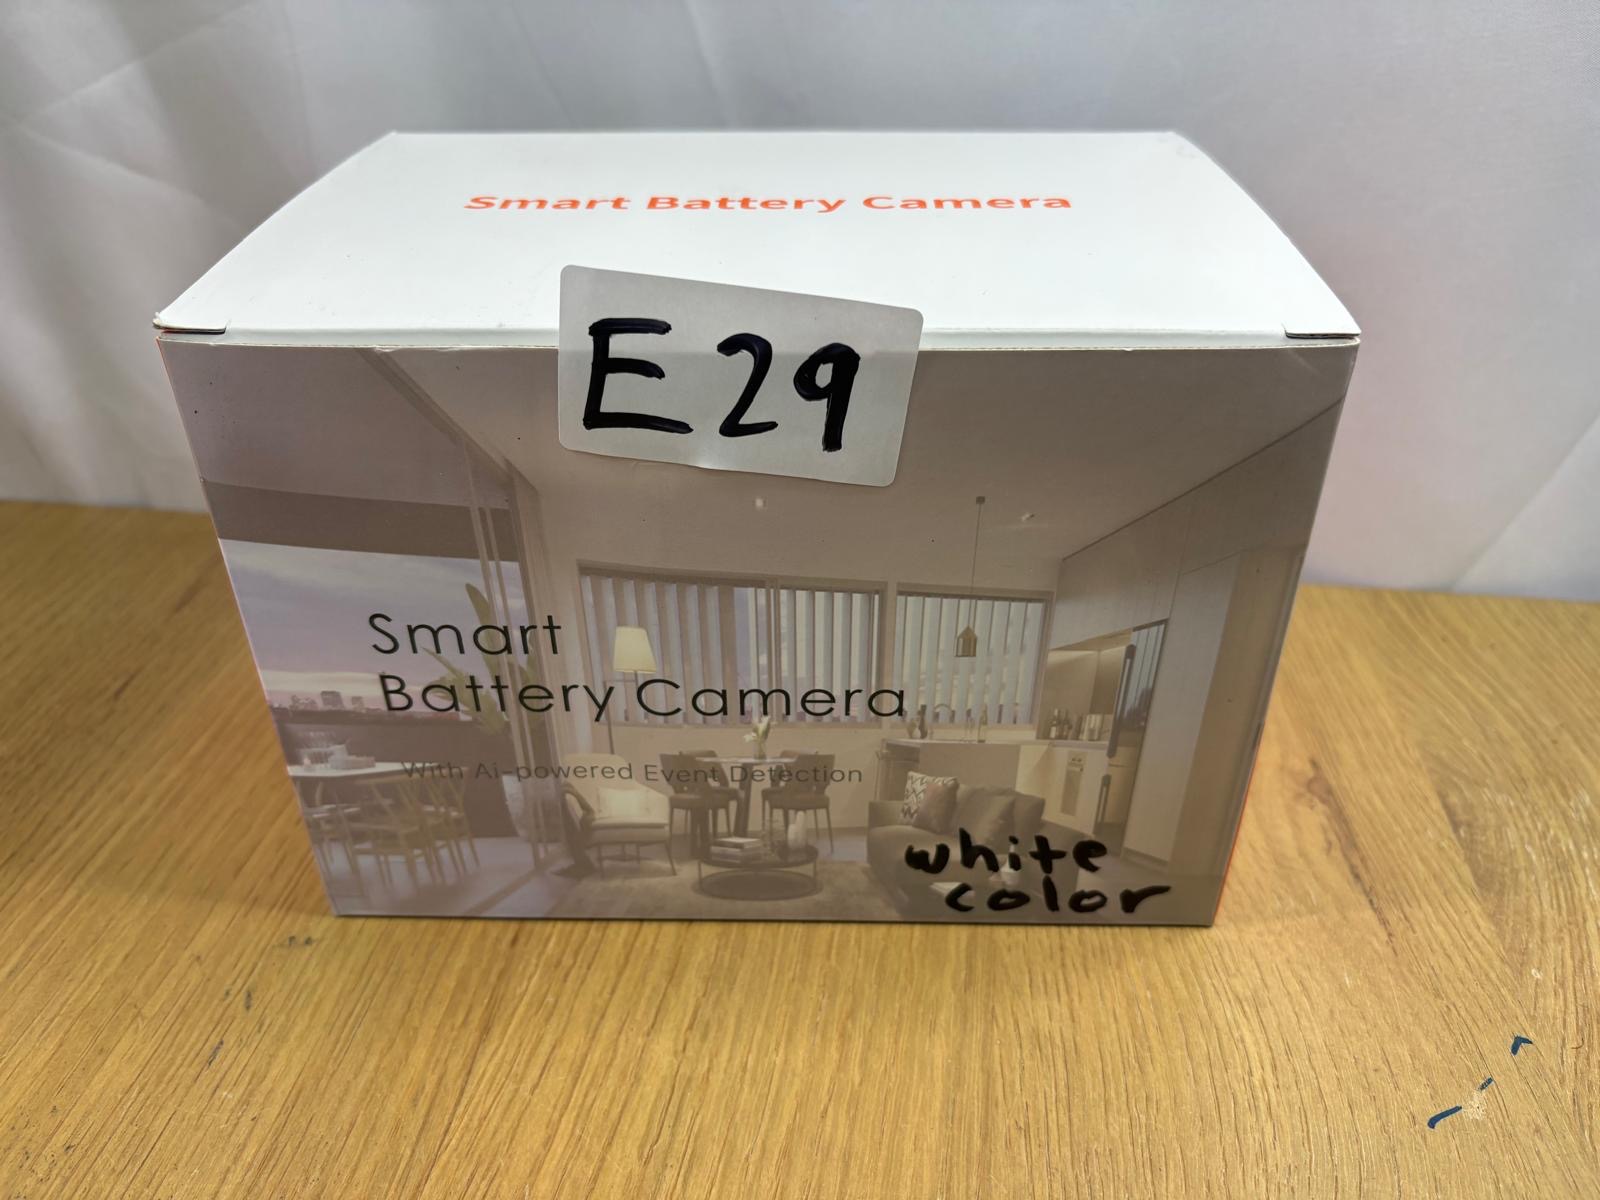 Smart Battery Camera
E29
Smart
Battery Camera
With Ai-powered Event Detection
white
color